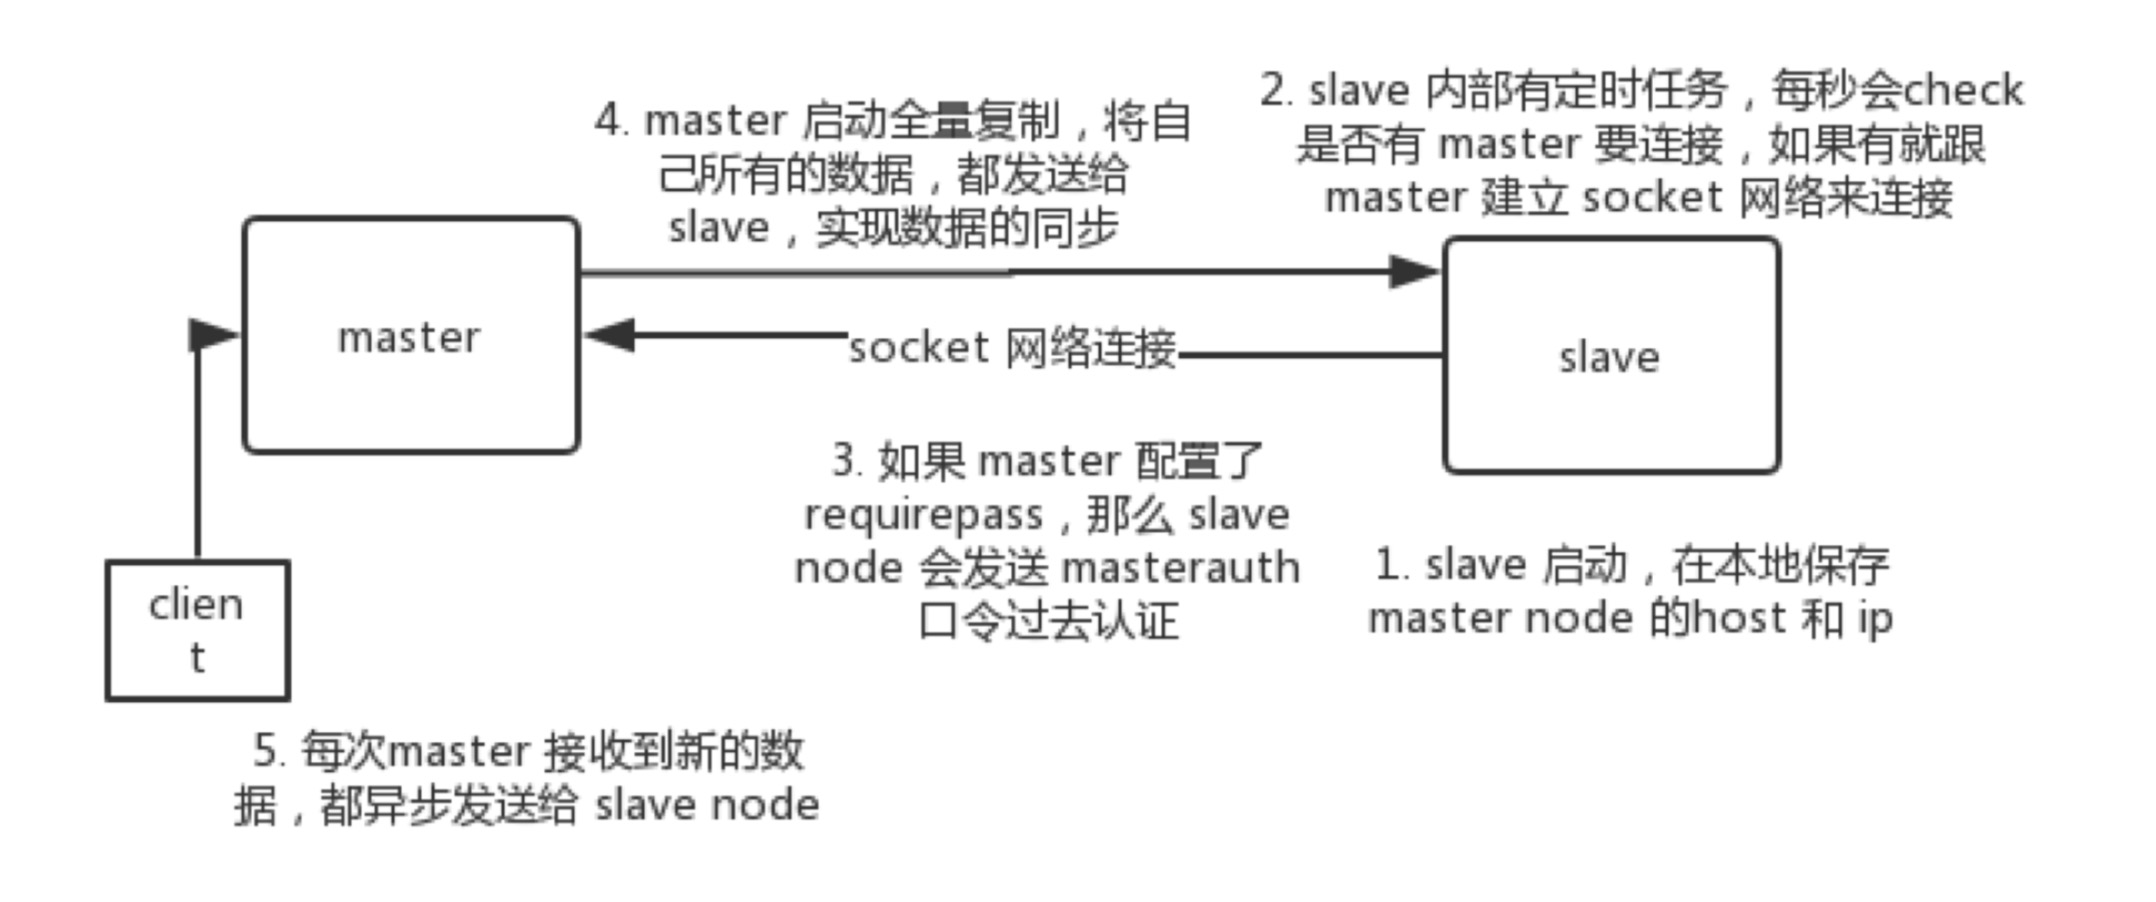 2. slave 内部有定时任务，每秒会check
是否有 master 要连接，如果有就跟
master 建立 socket 网络来连接
4. master 启动全量复制，将自
己所有的数据，都发送给
slave，实现数据的同步
master
socket 网络连接
slave
3. 如果 master 配置了
requirepass，那么 slave
node 会发送 masterauth
口令过去认证
1. slave 启动，在本地保存
master node 的host 和 ip
clien
t
5. 每次master 接收到新的数
据，都异步发送给 slave node